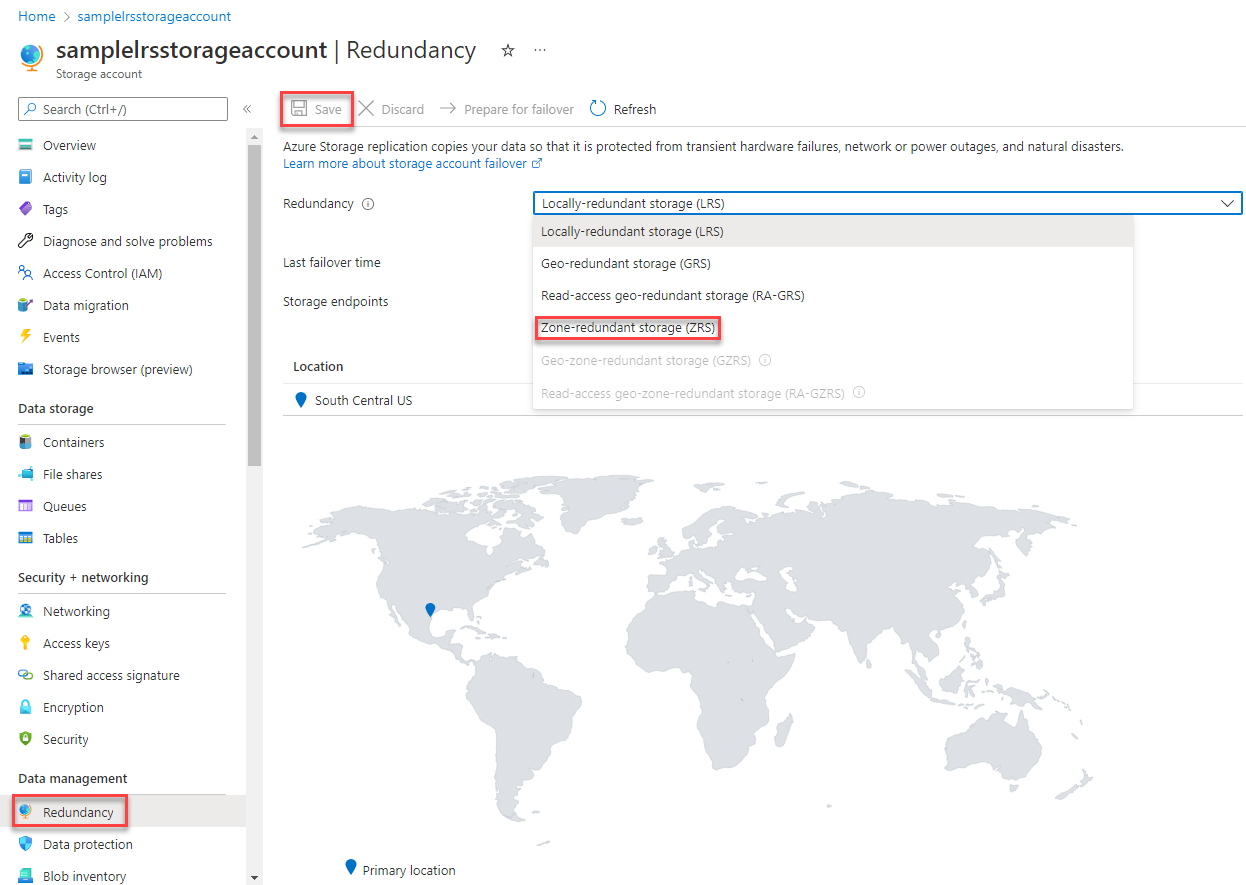 Home > samplelrsstorageaccount
samplelrsstorageaccount | Redundancy ☆ ...
Storage account
Search (Ctrl+/) «
Overview
Activity log
Tags
Diagnose and solve problems
Access Control (IAM)
Data migration
Events
Storage browser (preview)
Data storage
Containers
File shares
Queues
Tables
Security + networking
Networking
Access keys
Shared access signature
Encryption
Security
Data management
Redundancy
Data protection
Blob inventory
Save Discard Prepare for failover Refresh
Azure Storage replication copies your data so that it is protected from transient hardware failures, network or power outages, and natural disasters.
Learn more about storage account failover
Redundancy Locally-redundant storage (LRS)
Locally-redundant storage (LRS)
Geo-redundant storage (GRS)
Read-access geo-redundant storage (RA-GRS)
Zone-redundant storage (ZRS)
Geo-zone-redundant storage (GZRS)
Read-access geo-zone-redundant storage (RA-GZRS)
Last failover time
Storage endpoints
Location
South Central US
Primary location